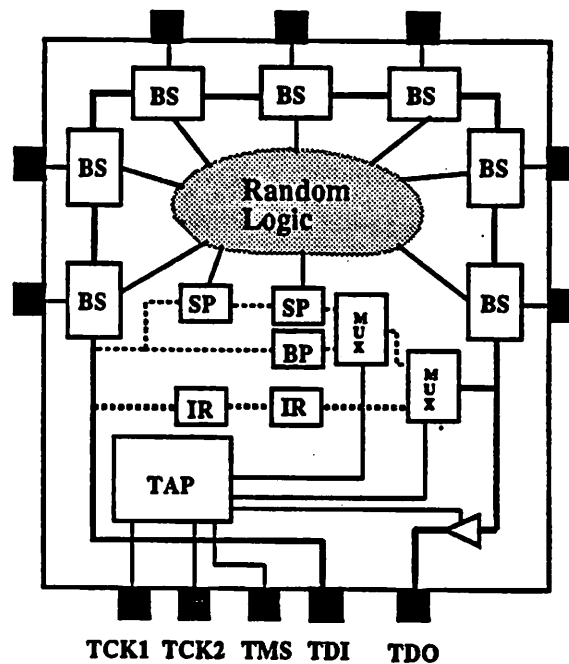 BS BS BS
BS BS
Random
Logic
BS BS
SP SP
MUX
BP
MUX
IR IR
TAP
TCK1 TCK2 TMS TDI TDO